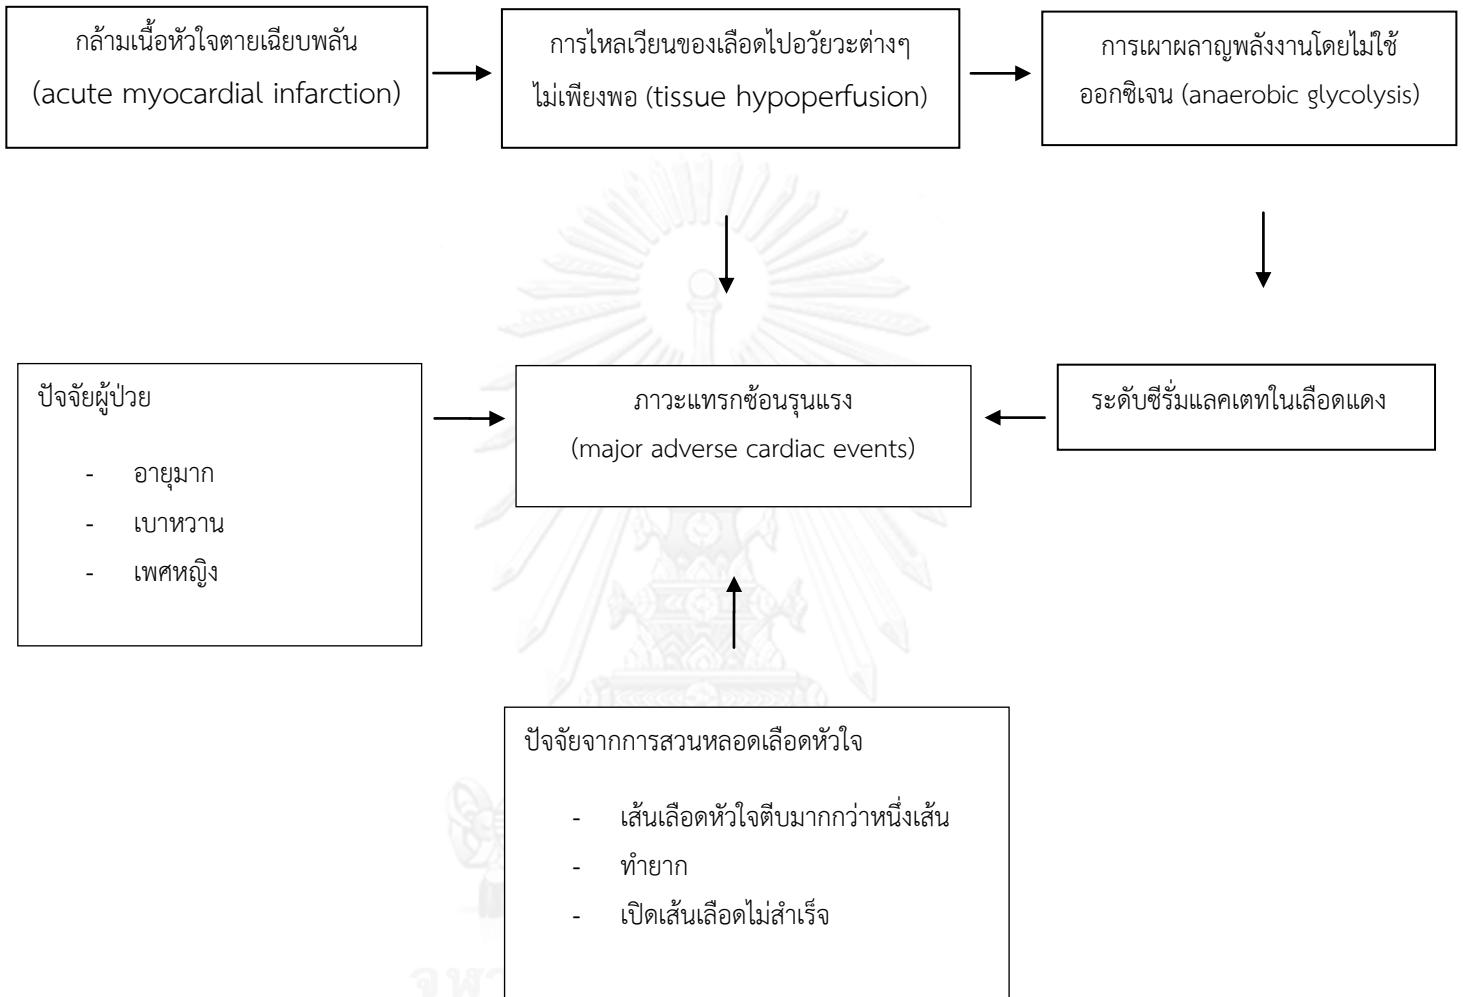 กล้ามเนื้อหัวใจตายเฉียบพลัน
(acute myocardial infarction)
การไหลเวียนของเลือดไปอวัยวะต่างๆ
ไม่เพียงพอ (tissue hypoperfusion)
การเผาผลาญพลังงานโดยไม่ใช้
ออกซิเจน (anaerobic glycolysis)
ปัจจัยผู้ป่วย
- อายุมาก
- เบาหวาน
- เพศหญิง
ภาวะแทรกซ้อนรุนแรง
(major adverse cardiac events)
ระดับซีรั่มแลคเตทในเลือดแดง
ปัจจัยจากการสวนหลอดเลือดหัวใจ
- เส้นเลือดหัวใจตีบมากกว่าหนึ่งเส้น
- ทำยาก
- เปิดเส้นเลือดไม่สำเร็จ